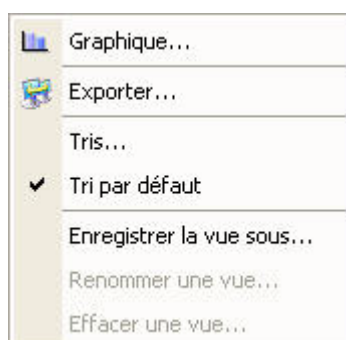 Graphique...
Exporter...
Tris...
Tri par défaut
Enregistrer la vue sous...
Renommer une vue...
Effacer une vue...